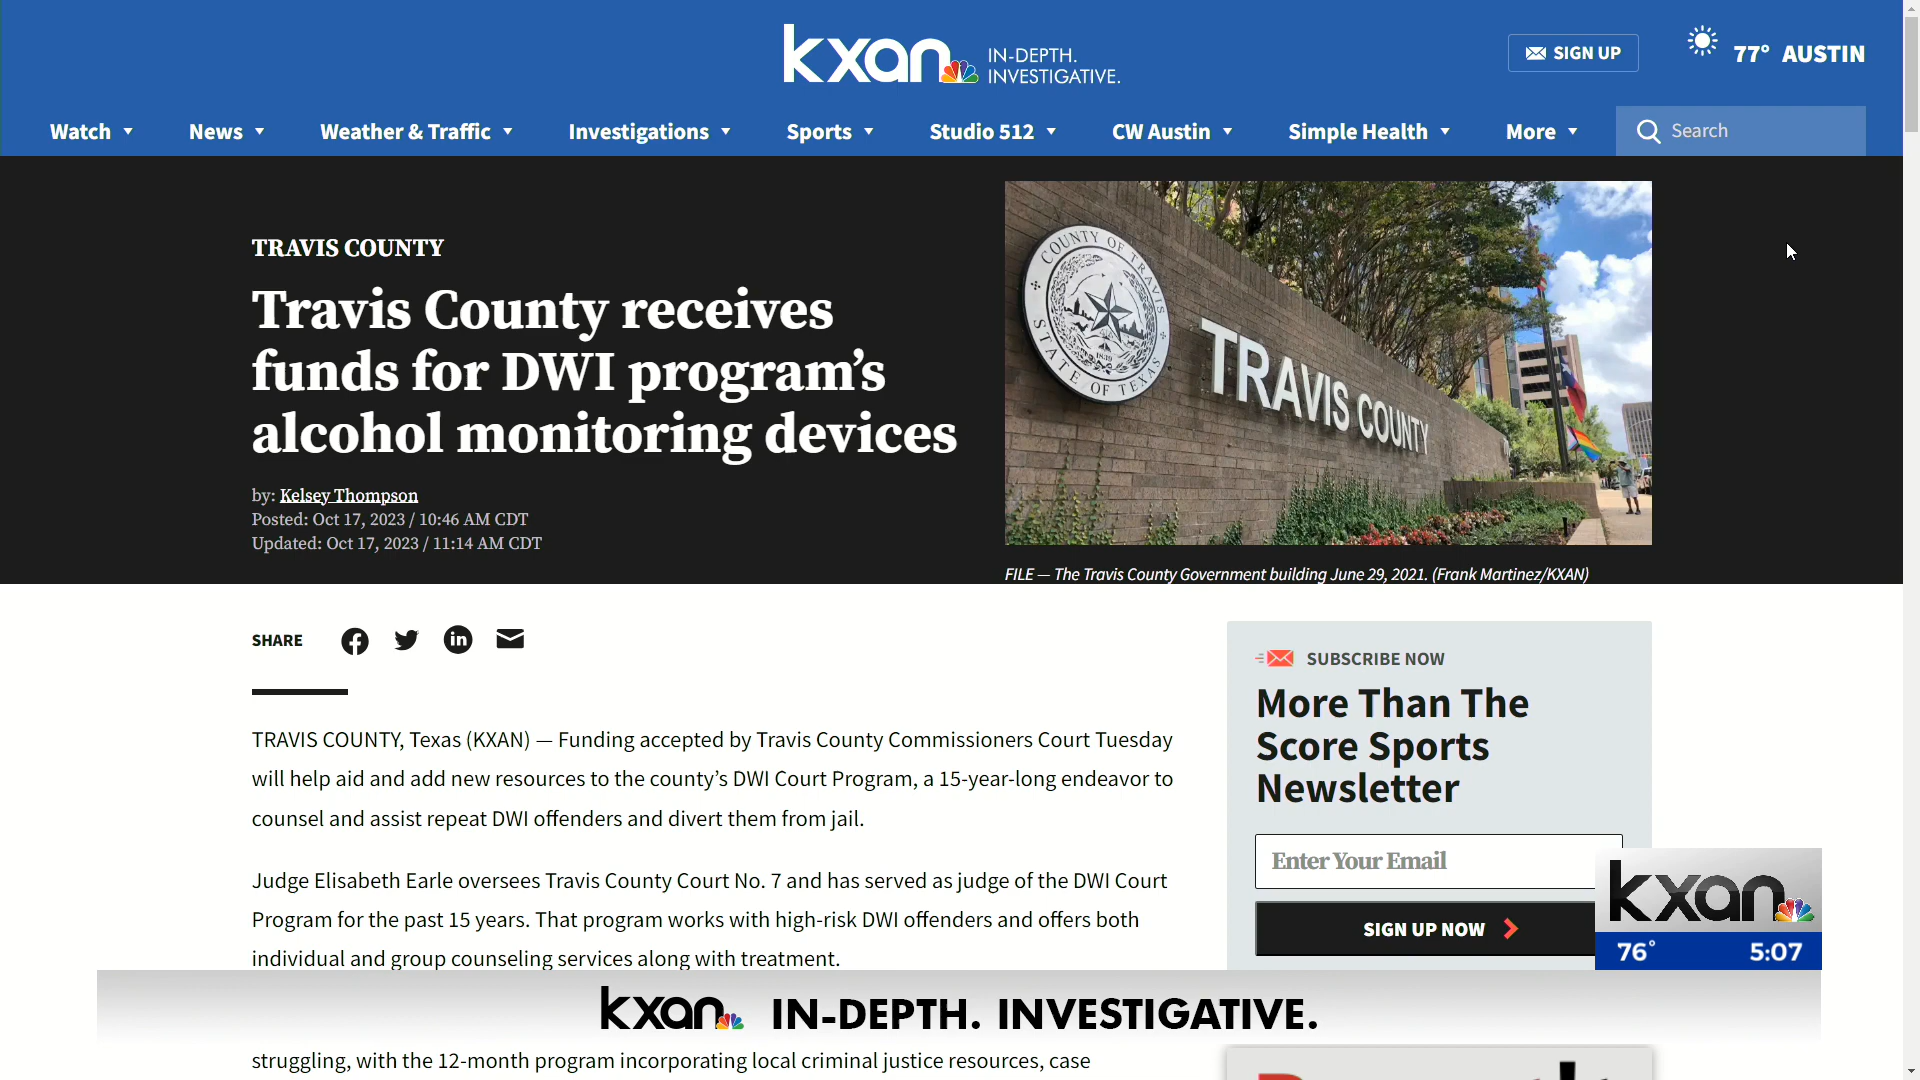 kxan IN-DEPTH.
INVESTIGATIVE.
SIGN UP
77° AUSTIN
Watch News Weather & Traffic Investigations Sports Studio 512 CW Austin Simple Health More Search
TRAVIS COUNTY
Travis County receives
funds for DWI program’s
alcohol monitoring devices
by: Kelsey Thompson
Posted: Oct 17, 2023 / 10:46 AM CDT
Updated: Oct 17, 2023 / 11:14 AM CDT
COUNTY OF TRAVIS
STATE OF TEXAS
1839
TRAVIS COUNTY
FILE — The Travis County Government building June 29, 2021. (Frank Martinez/KXAN)
SHARE
TRAVIS COUNTY, Texas (KXAN) — Funding accepted by Travis County Commissioners Court Tuesday
will help aid and add new resources to the county’s DWI Court Program, a 15-year-long endeavor to
counsel and assist repeat DWI offenders and divert them from jail.
Judge Elisabeth Earle oversees Travis County Court No. 7 and has served as judge of the DWI Court
Program for the past 15 years. That program works with high-risk DWI offenders and offers both
individual and group counseling services along with treatment.
struggling, with the 12-month program incorporating local criminal justice resources, case
SUBSCRIBE NOW
More Than The
Score Sports
Newsletter
Enter Your Email
SIGN UP NOW
kxan
76° 5:07
kxan IN-DEPTH. INVESTIGATIVE.